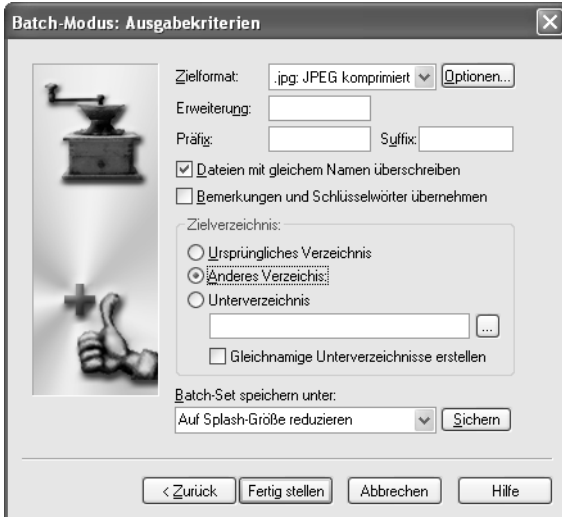 Batch-Modus: Ausgabekriterien
Zielformat: .jpg: JPEG komprimiert Optionen...
Erweiterung:
Präfix: Suffix:
Dateien mit gleichem Namen überschreiben
Bemerkungen und Schlüsselwörter übernehmen
Zielverzeichnis:
Ursprüngliches Verzeichnis
Anderes Verzeichis:
Unterverzeichnis
...
Gleichnamige Unterverzeichnisse erstellen
Batch-Set speichern unter:
Auf Splash-Größe reduzieren Sichern
< Zurück Fertig stellen Abbrechen Hilfe